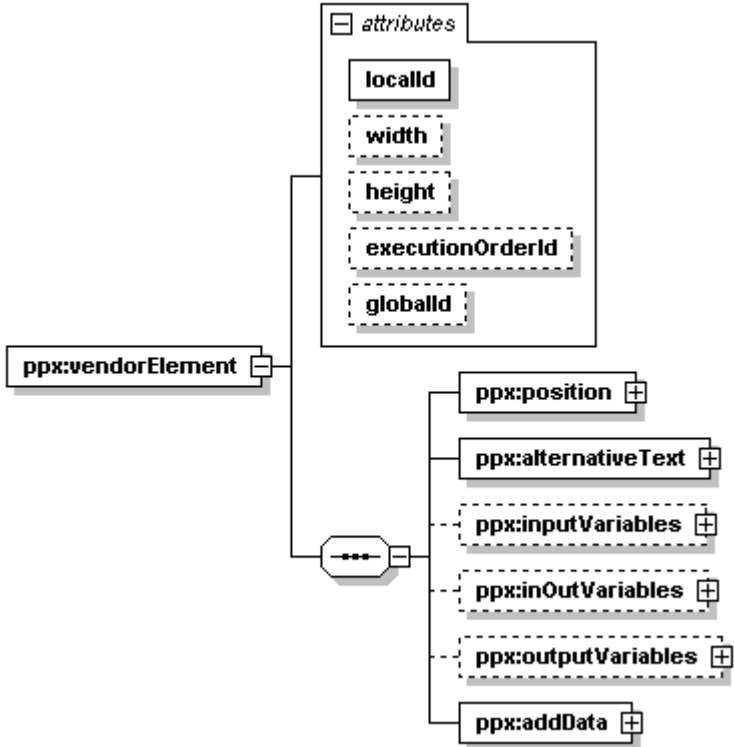 attributes
localId
width
height
executionOrderId
globalId
ppx:vendorElement
ppx:position
ppx:alternativeText
ppx:inputVariables
ppx:inOutVariables
ppx:outputVariables
ppx:addData